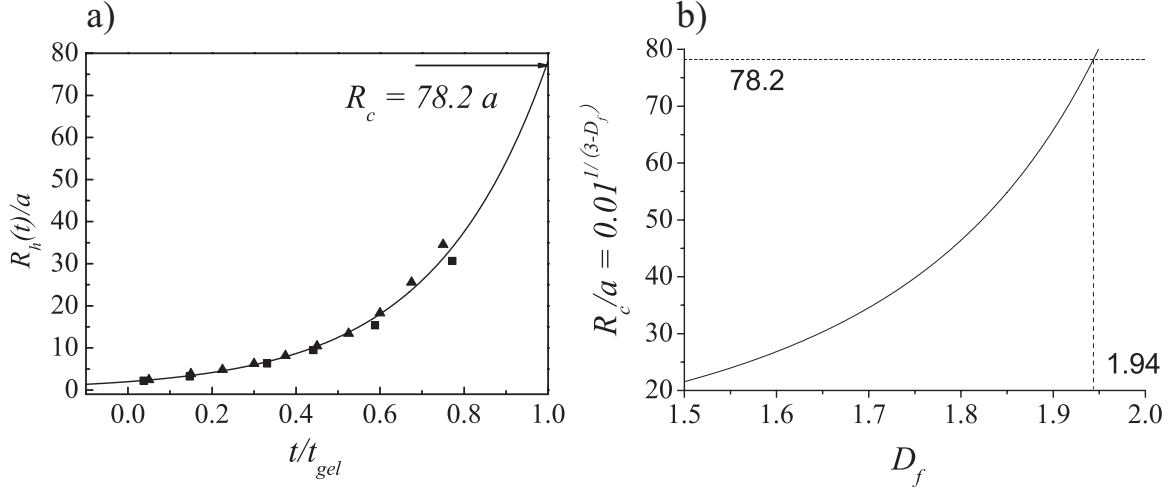 a)
80
70
60
50
40
30
20
10
0
R_h(t)/a
R_c = 78.2 a
0.0 0.2 0.4 0.6 0.8 1.0
t/t_gel
b)
80
70
60
50
40
30
20
R_c/a = 0.01^{1/(3-D_f)}
78.2
1.94
1.5 1.6 1.7 1.8 1.9 2.0
D_f